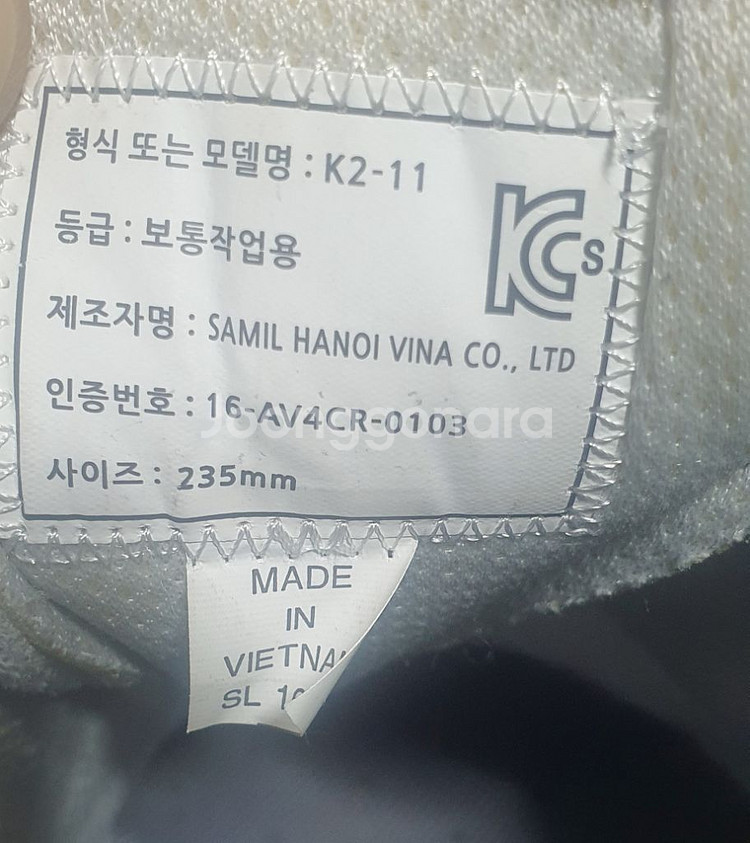 형식 또는 모델명 : K2-11
등급 : 보통작업용
KCs
제조자명 : SAMIL HANOI VINA CO., LTD
인증번호 : 16-AV4CR-0103
Joonggonara
사이즈 : 235mm
MADE
IN
SL